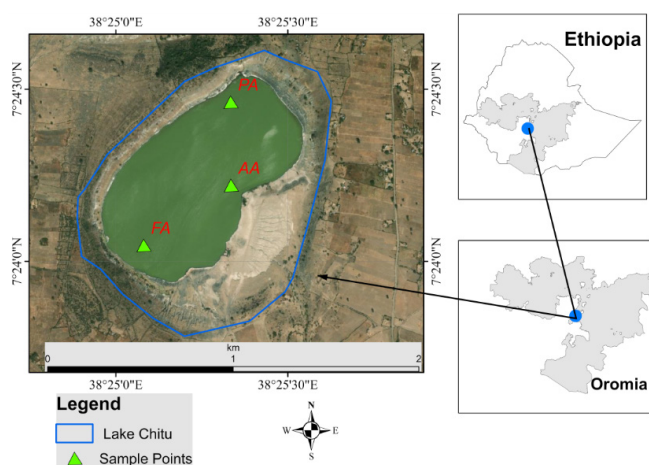 38°25'0"E 38°25'30"E
7°24'30"N 7°24'30"N
PA
AA
FA
7°24'0"N 7°24'0"N
km
0 1 2
38°25'0"E 38°25'30"E
Legend
Lake Chitu
Sample Points
N
W E
S
Ethiopia
Oromia